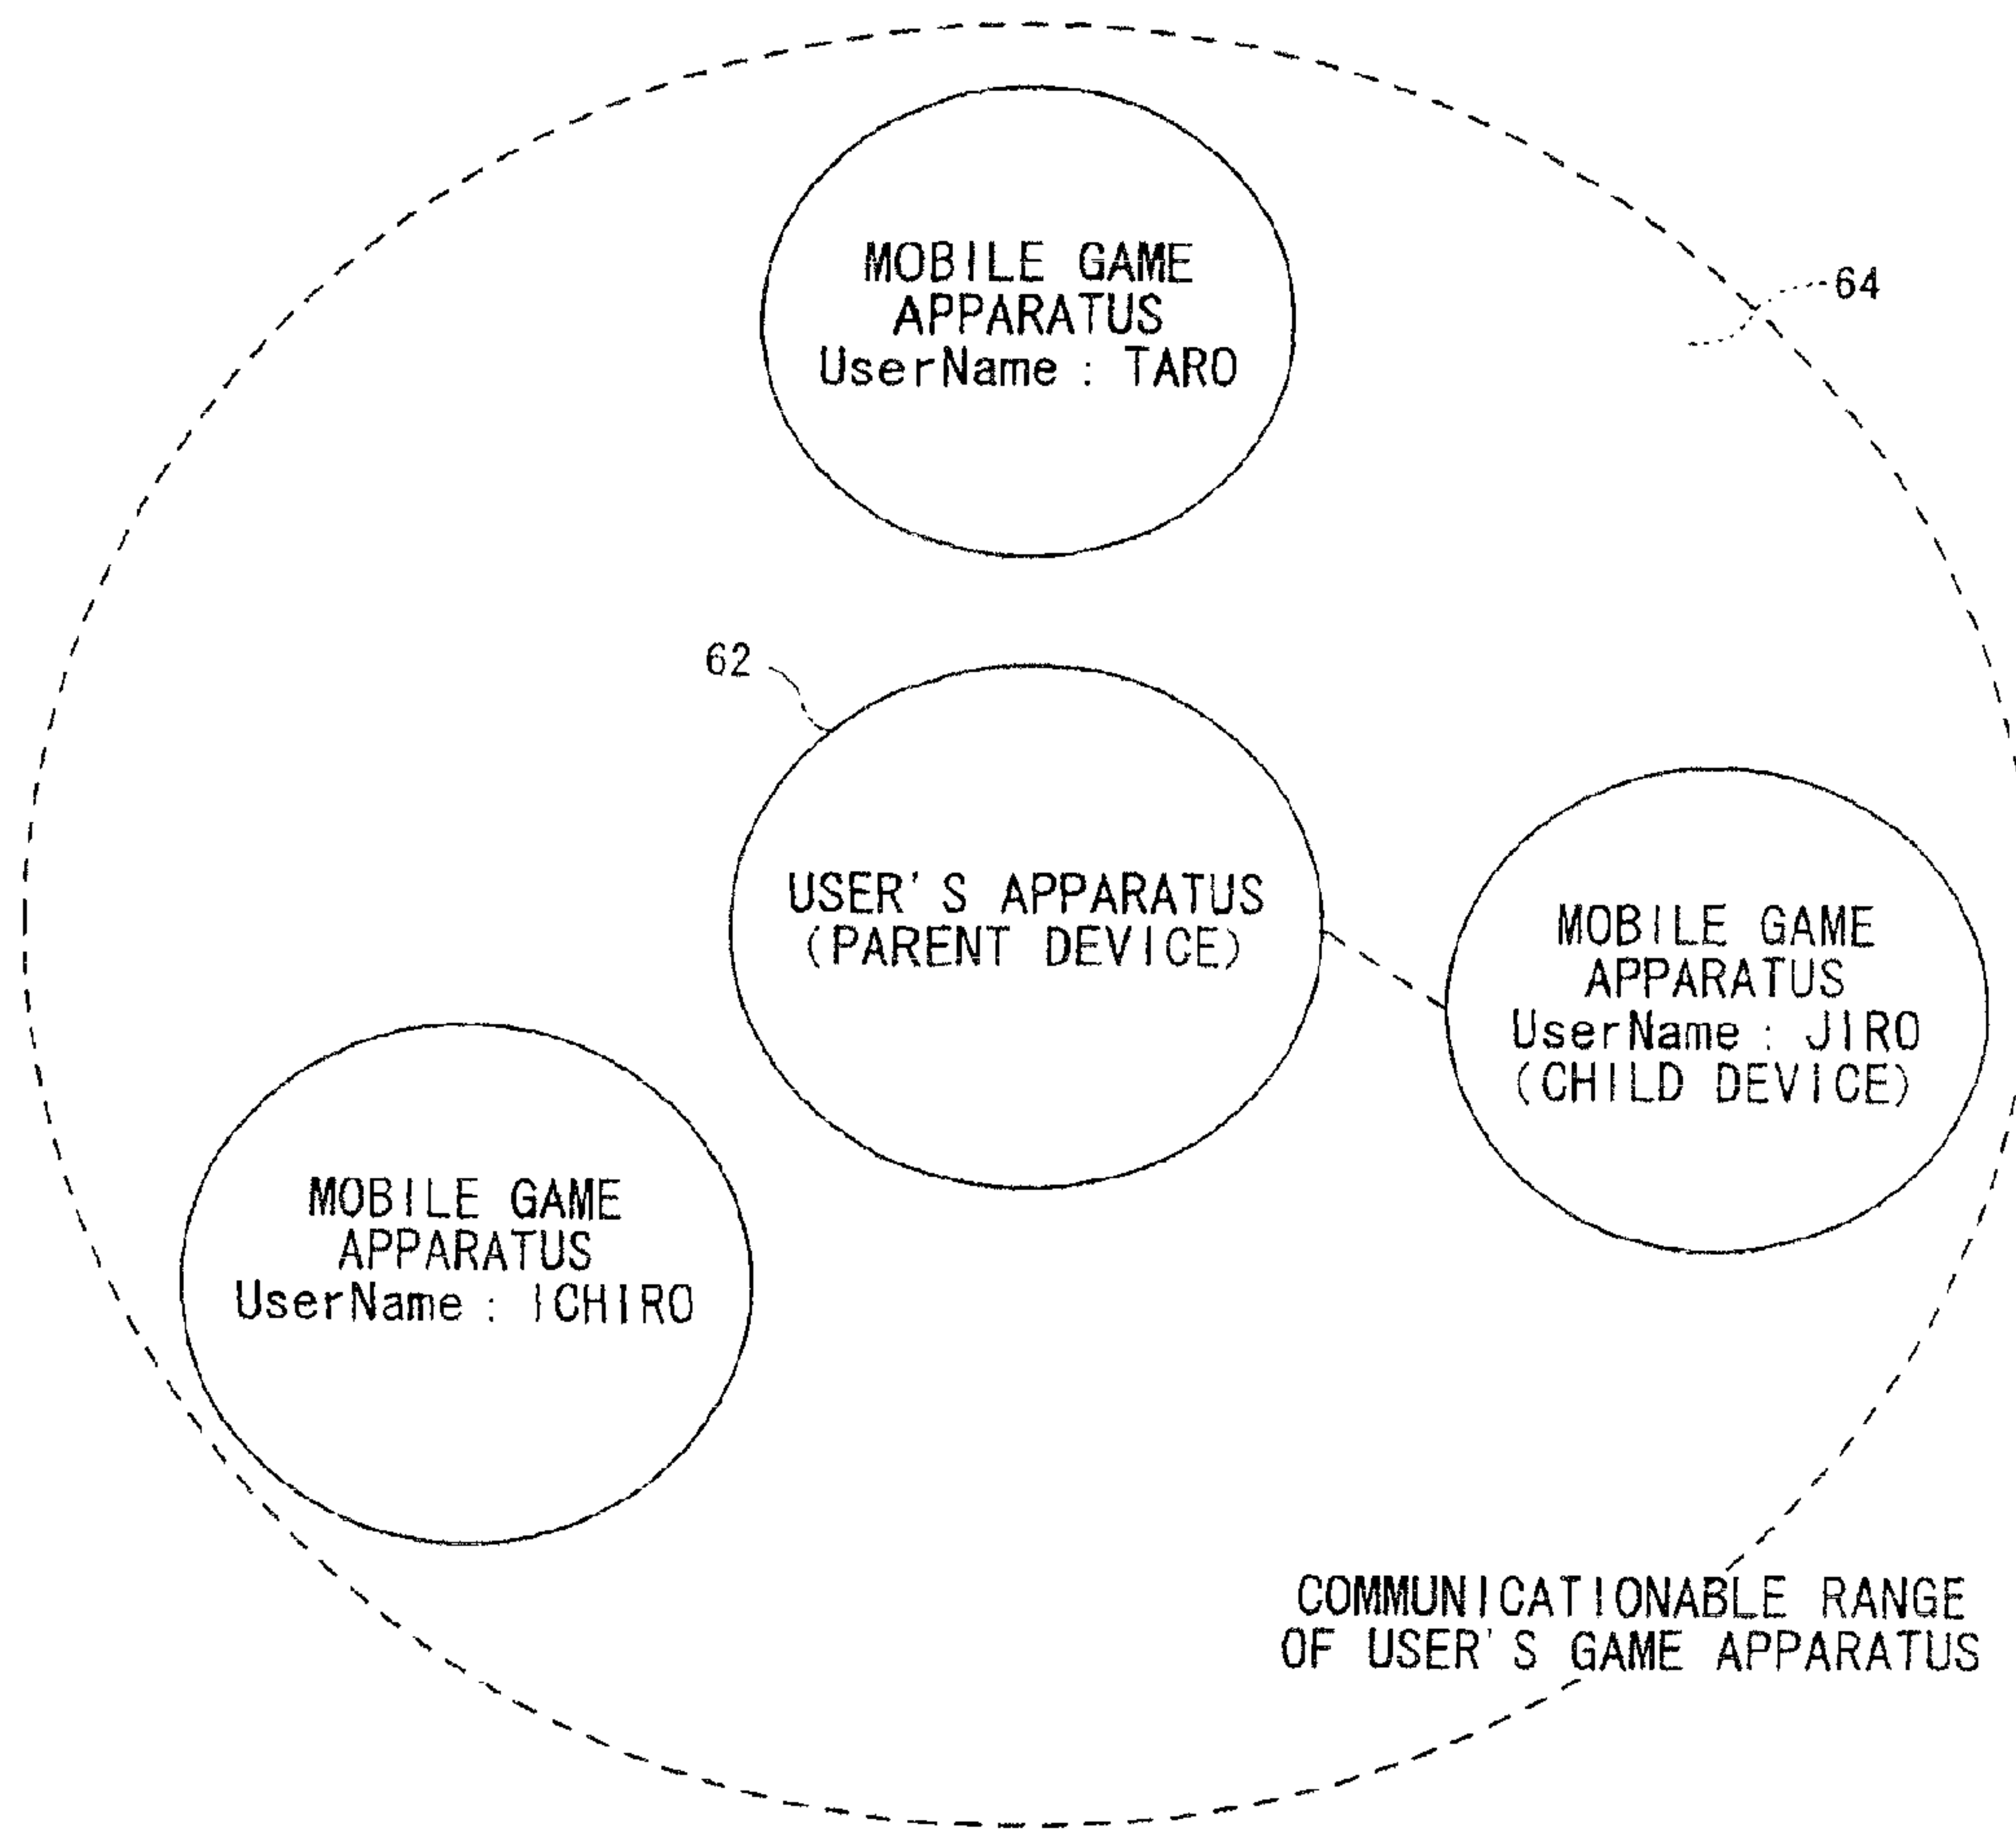 MOBILE GAME
APPARATUS
UserName : TARO
64
62
USER'S APPARATUS
(PARENT DEVICE)
MOBILE GAME
APPARATUS
UserName : JIRO
(CHILD DEVICE)
MOBILE GAME
APPARATUS
UserName : ICHIRO
COMMUNICATIONABLE RANGE
OF USER'S GAME APPARATUS